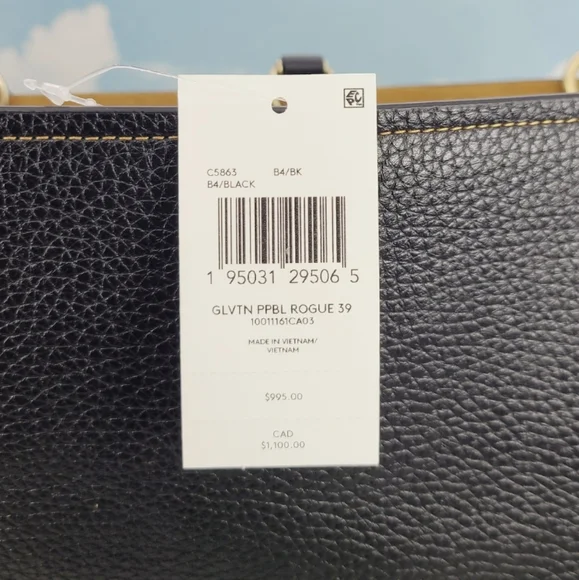 EPC
C5863 B4/BK
B4/BLACK
1 95031 29506 5
GLVTN PPBL ROGUE 39
10011161CA03
MADE IN VIETNAM/
VIETNAM
$995.00
CAD
$1,100.00